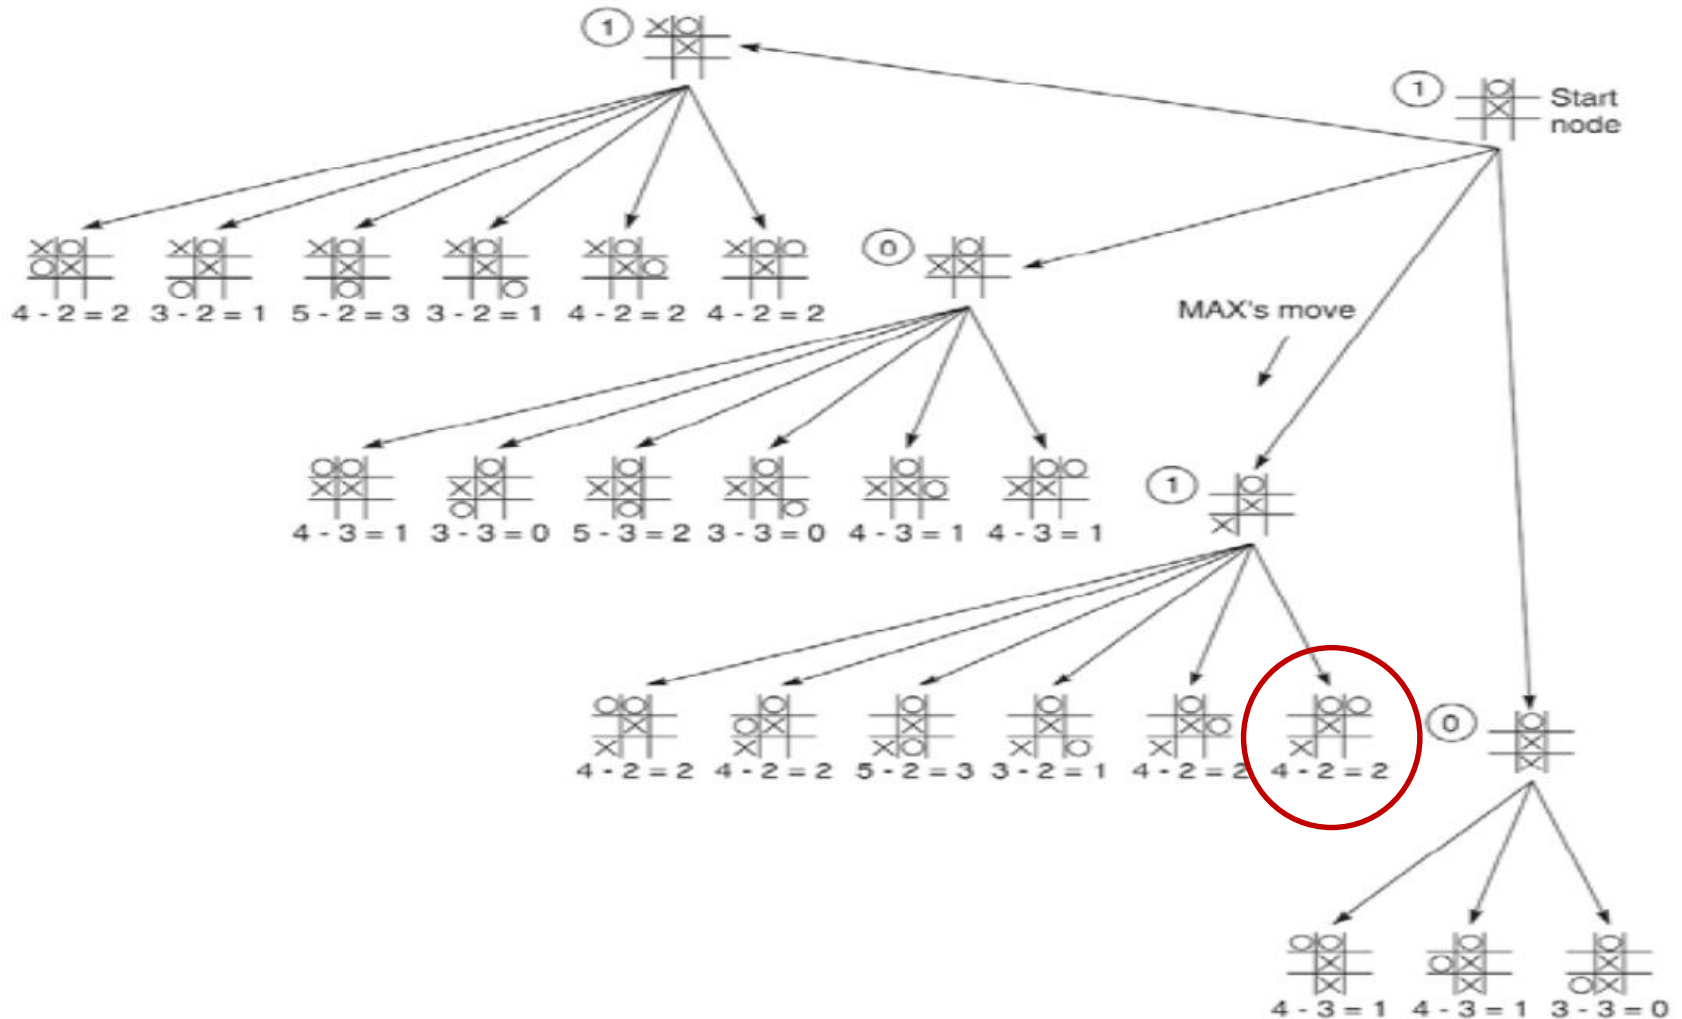 1
1
Start
node
4 - 2 = 2
3 - 2 = 1
5 - 2 = 3
3 - 2 = 1
4 - 2 = 2
4 - 2 = 2
0
MAX's move
4 - 3 = 1
3 - 3 = 0
5 - 3 = 2
3 - 3 = 0
4 - 3 = 1
4 - 3 = 1
1
4 - 2 = 2
4 - 2 = 2
5 - 2 = 3
3 - 2 = 1
4 - 2 = 2
4 - 2 = 2
0
4 - 3 = 1
4 - 3 = 1
3 - 3 = 0